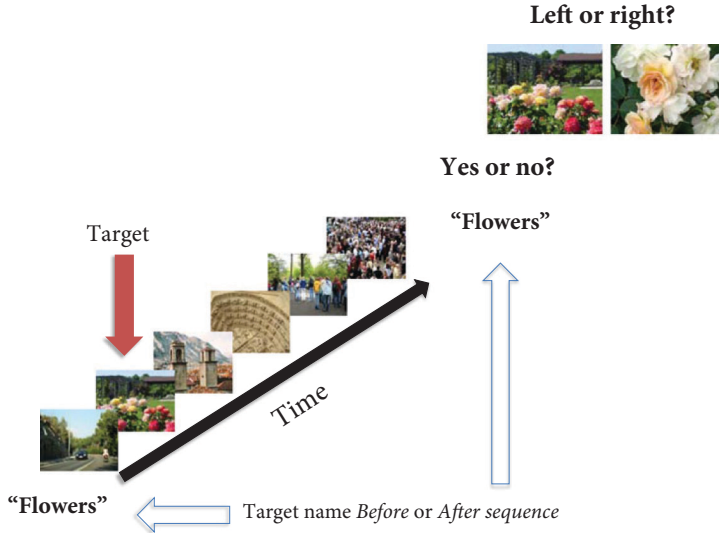 Left or right?
Yes or no?
“Flowers”
Target
Time
“Flowers”
Target name Before or After sequence